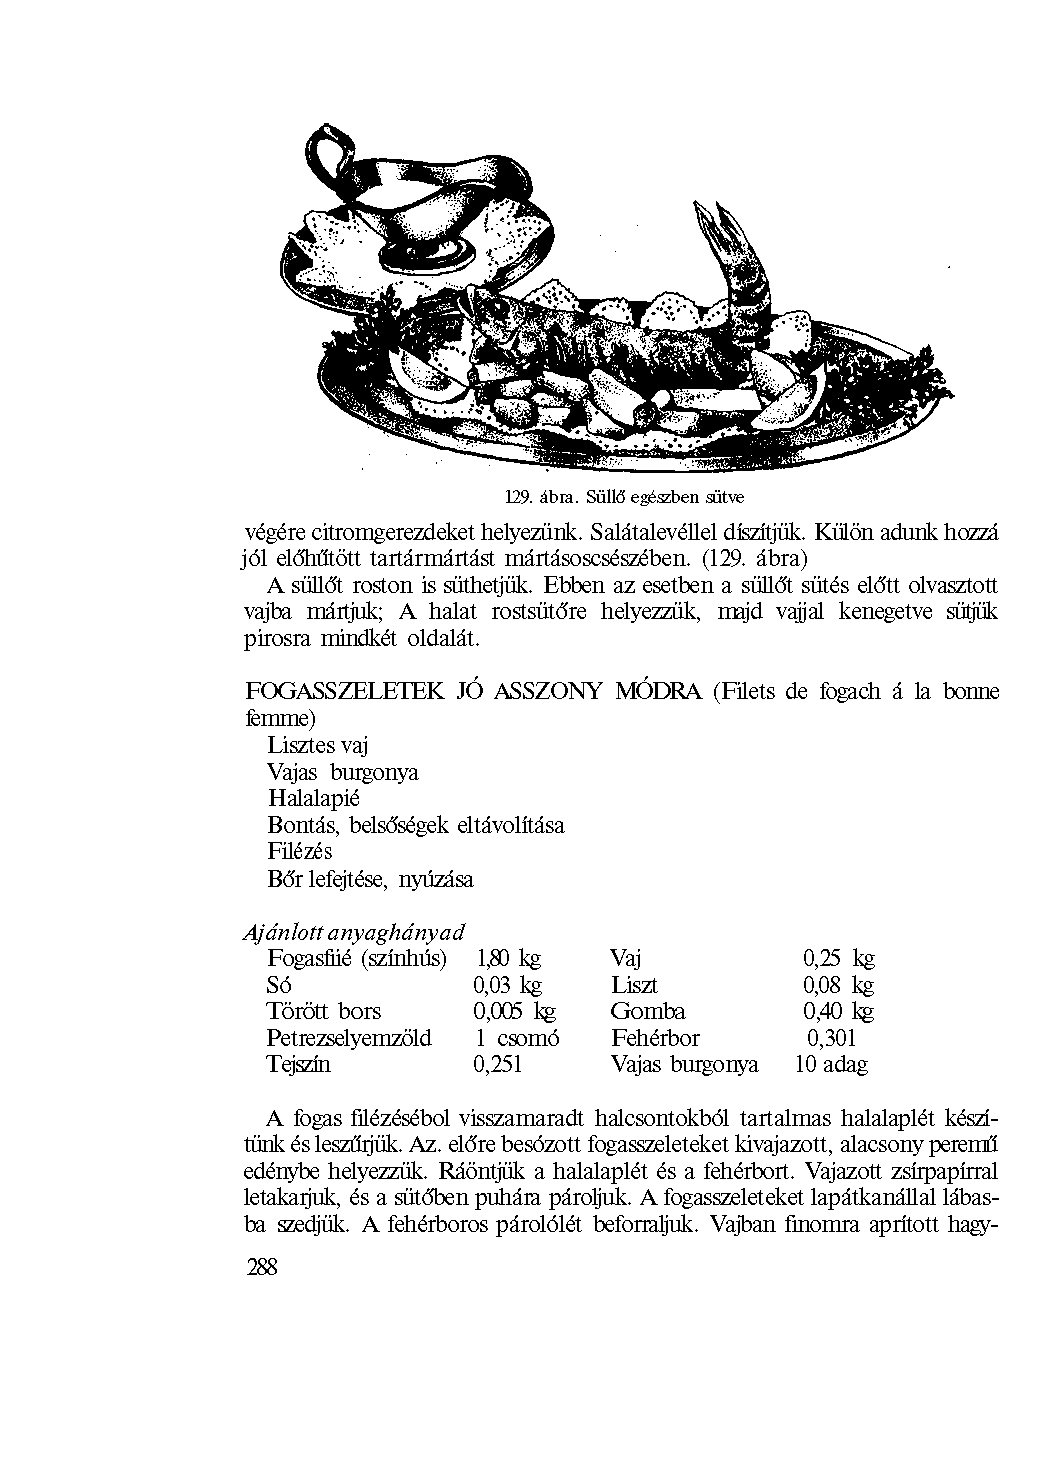 129. ábra. Süllő egészben sütve
végére citromgerezdeket helyezünk. Salátalevéllel díszítjük. Külön adunk hozzá
jól előhűtött tartármártást mártásoscsészében. (129. ábra)
A süllőt roston is süthetjük. Ebben az esetben a süllőt sütés előtt olvasztott
vajba mártjuk; A halat rostsütőre helyezzük, majd vajjal kenegetve sütjük
pirosra mindkét oldalát.
FOGASSZELETEK JÓ ASSZONY MÓDRA (Filets de fogach á la bonne
femme)
Lisztes vaj
Vajas burgonya
Halalapié
Bontás, belsőségek eltávolítása
Filézés
Bőr lefejtése, nyúzása
Ajánlott anyaghányad
Fogasfiié (színhús) 1,80 kg Vaj 0,25 kg
Só 0,03 kg Liszt 0,08 kg
Törött bors 0,005 kg Gomba 0,40 kg
Petrezselyemzöld 1 csomó Fehérbor 0,301
Tejszín 0,251 Vajas burgonya 10 adag
A fogas filézésébol visszamaradt halcsontokból tartalmas halalaplét készí-
tünk és leszűrjük. Az. előre besózott fogasszeleteket kivajazott, alacsony peremű
edénybe helyezzük. Ráöntjük a halalaplét és a fehérbort. Vajazott zsírpapírral
letakarjuk, és a sütőben puhára pároljuk. A fogasszeleteket lapátkanállal lábas-
ba szedjük. A fehérboros párolólét beforraljuk. Vajban finomra aprított hagy-
288